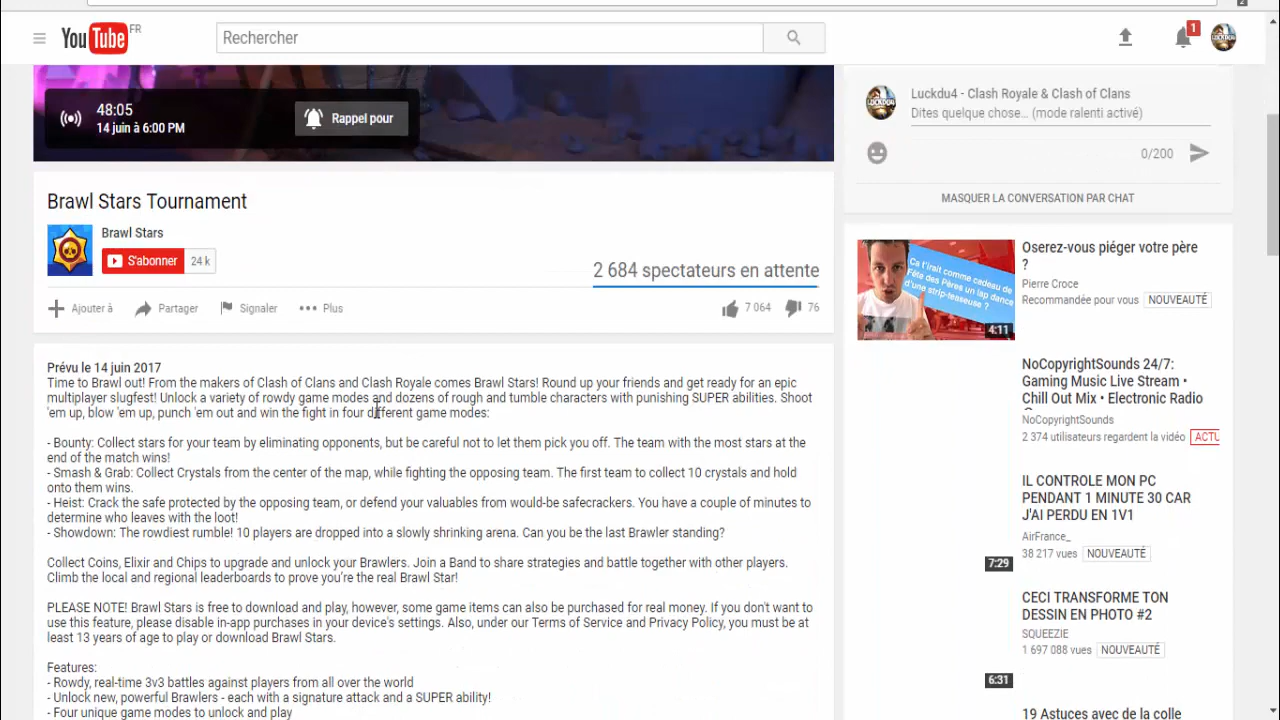 2
YouTube FR
Rechercher
1
48:05
14 juin à 6:00 PM
Rappel pour
Brawl Stars Tournament
Brawl Stars
S'abonner 24 k
2 684 spectateurs en attente
Ajouter à Partager Signaler Plus
7 064 76
Prévu le 14 juin 2017
Time to Brawl out! From the makers of Clash of Clans and Clash Royale comes Brawl Stars! Round up your friends and get ready for an epic
multiplayer slugfest! Unlock a variety of rowdy game modes and dozens of rough and tumble characters with punishing SUPER abilities. Shoot
'em up, blow 'em up, punch 'em out and win the fight in four different game modes:
- Bounty: Collect stars for your team by eliminating opponents, but be careful not to let them pick you off. The team with the most stars at the
end of the match wins!
- Smash & Grab: Collect Crystals from the center of the map, while fighting the opposing team. The first team to collect 10 crystals and hold
onto them wins.
- Heist: Crack the safe protected by the opposing team, or defend your valuables from would-be safecrackers. You have a couple of minutes to
determine who leaves with the loot!
- Showdown: The rowdiest rumble! 10 players are dropped into a slowly shrinking arena. Can you be the last Brawler standing?
Collect Coins, Elixir and Chips to upgrade and unlock your Brawlers. Join a Band to share strategies and battle together with other players.
Climb the local and regional leaderboards to prove you're the real Brawl Star!
PLEASE NOTE! Brawl Stars is free to download and play, however, some game items can also be purchased for real money. If you don't want to
use this feature, please disable in-app purchases in your device's settings. Also, under our Terms of Service and Privacy Policy, you must be at
least 13 years of age to play or download Brawl Stars.
Features:
- Rowdy, real-time 3v3 battles against players from all over the world
- Unlock new, powerful Brawlers - each with a signature attack and a SUPER ability!
- Four unique game modes to unlock and play
Luckdu4 - Clash Royale & Clash of Clans
Dites quelque chose... (mode ralenti activé)
0/200
MASQUER LA CONVERSATION PAR CHAT
Ca t'irait comme cadeau de
Fête des Pères un lap dance
d'une strip-teaseuse ?
4:11
Oserez-vous piéger votre père
?
Pierre Croce
Recommandée pour vous NOUVEAUTÉ
NoCopyrightSounds 24/7:
Gaming Music Live Stream •
Chill Out Mix • Electronic Radio
NoCopyrightSounds
2 374 utilisateurs regardent la vidéo ACTU
IL CONTROLE MON PC
PENDANT 1 MINUTE 30 CAR
J'AI PERDU EN 1V1
AirFrance_
38 217 vues NOUVEAUTÉ
7:29
CECI TRANSFORME TON
DESSIN EN PHOTO #2
SQUEEZIE
1 697 088 vues NOUVEAUTÉ
6:31
19 Astuces avec de la colle